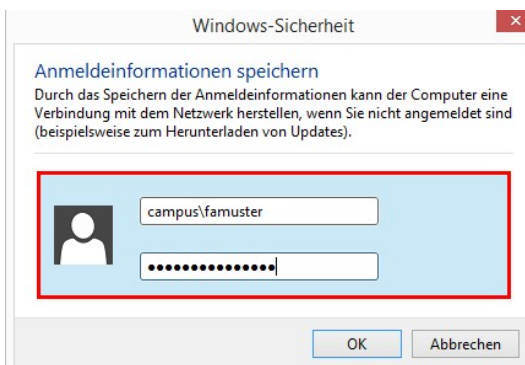 Windows-Sicherheit
Anmeldeinformationen speichern
Durch das Speichern der Anmeldeinformationen kann der Computer eine
Verbindung mit dem Netzwerk herstellen, wenn Sie nicht angemeldet sind
(beispielsweise zum Herunterladen von Updates).
campus\famuster
●●●●●●●●●●●●●●●
OK Abbrechen